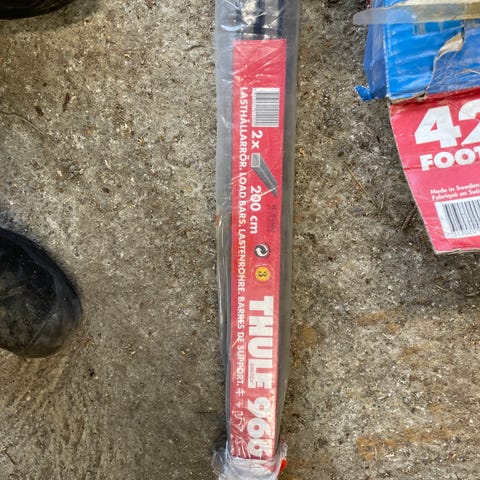 2x 200 cm THULE 966
LASTHÅLLARRÖR. LOAD BARS. LASTENROHRE. BARRES DE SUPPORT.
3
42
FOOT
Made in Sweden
Fabriqué en